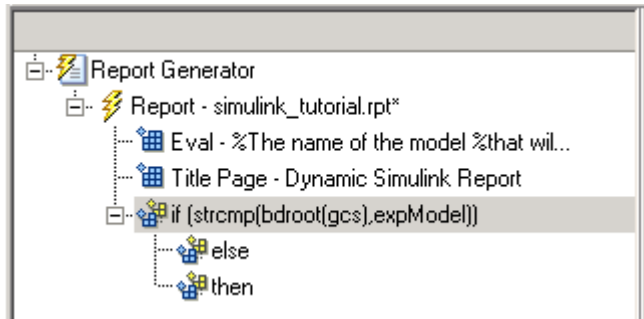 Report Generator
Report - simulink_tutorial.rpt*
Eval - %The name of the model %that wil...
Title Page - Dynamic Simulink Report
if (strcmp(bdroot(gcs),expModel))
else
then